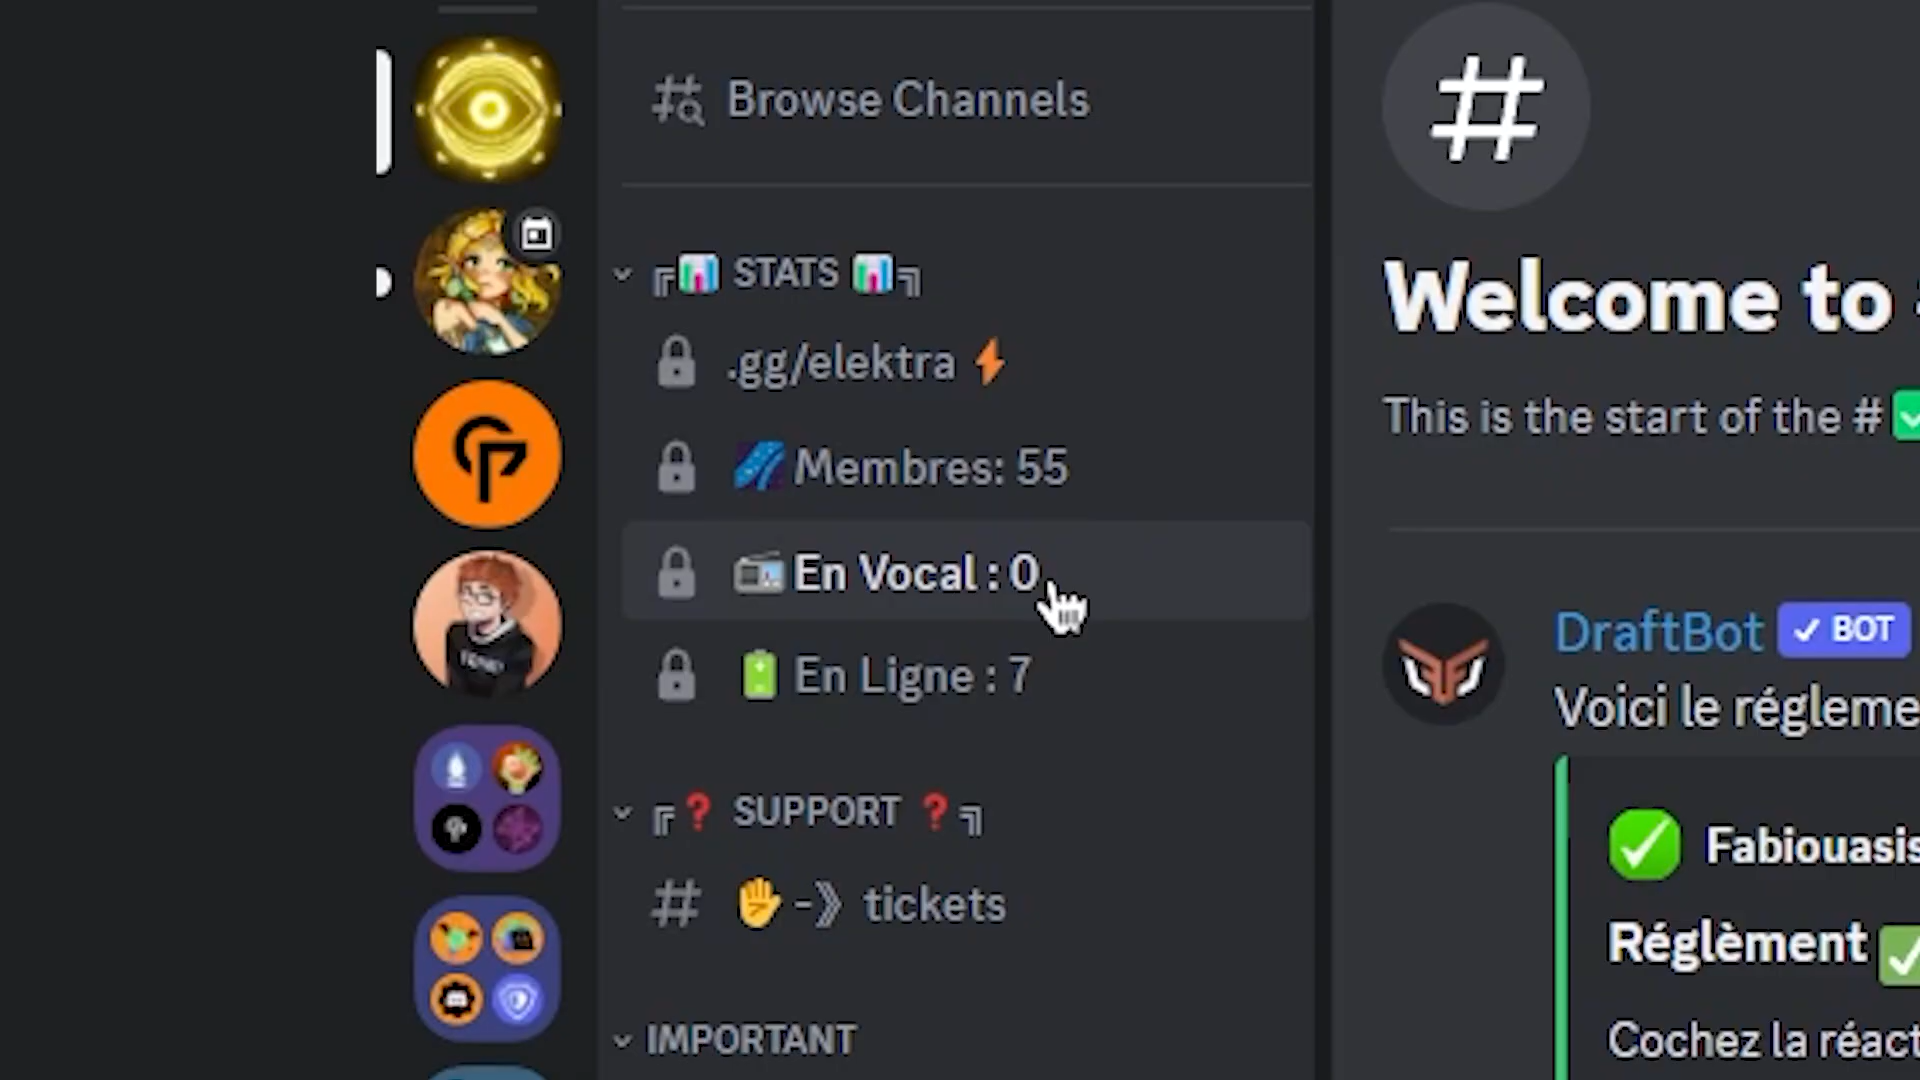 Browse Channels
╔📊 STATS 📊╗
.gg/elektra ⚡
🌌 Membres: 55
📻 En Vocal : 0
🔋 En Ligne : 7
╔❓ SUPPORT ❓╗
# ✋-》 tickets
IMPORTANT
#
Welcome to
This is the start of the # ✅
DraftBot ✓ BOT
Voici le régleme
✅ Fabiouasis
Réglèment ✅
Cochez la réact